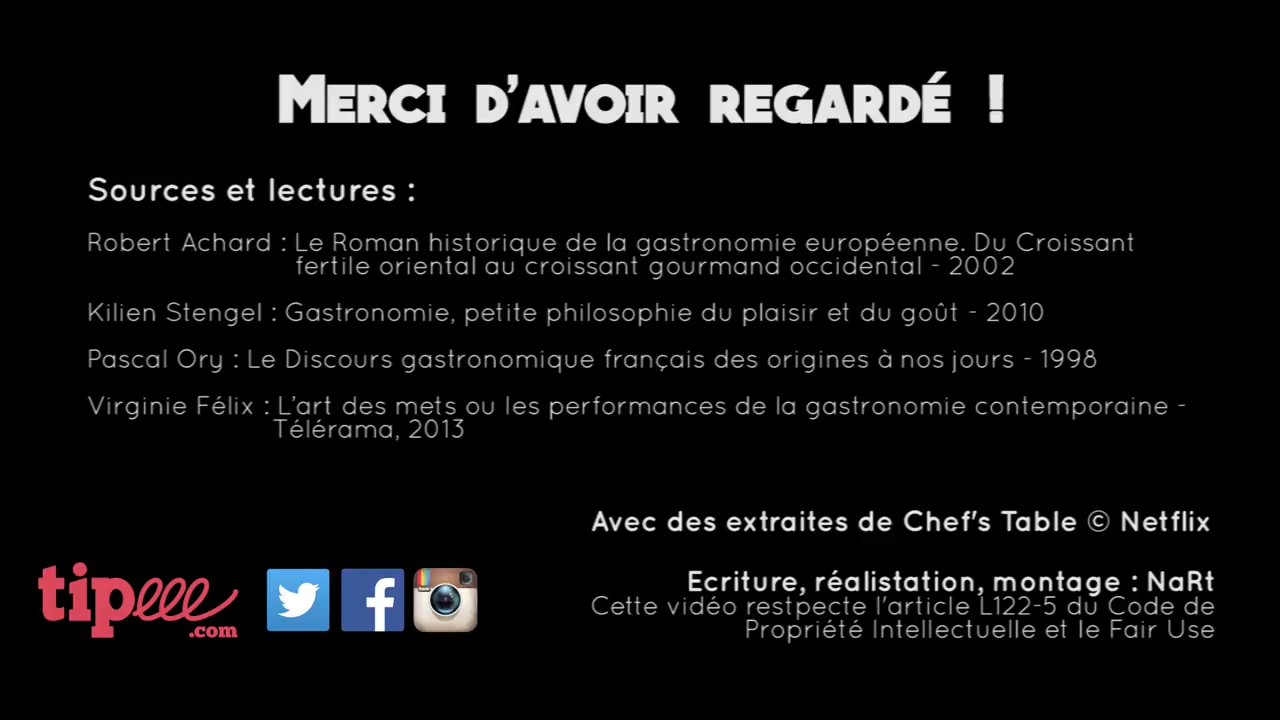 Merci d'avoir regardé !
Sources et lectures :
Robert Achard : Le Roman historique de la gastronomie européenne. Du Croissant
fertile oriental au croissant gourmand occidental - 2002
Kilien Stengel : Gastronomie, petite philosophie du plaisir et du goût - 2010
Pascal Ory : Le Discours gastronomique français des origines à nos jours - 1998
Virginie Félix : L'art des mets ou les performances de la gastronomie contemporaine -
Télérama, 2013
Avec des extraites de Chef's Table © Netflix
Ecriture, réalistation, montage : NaRt
Cette vidéo restpecte l'article L122-5 du Code de
Propriété Intellectuelle et le Fair Use
tipeee
.com